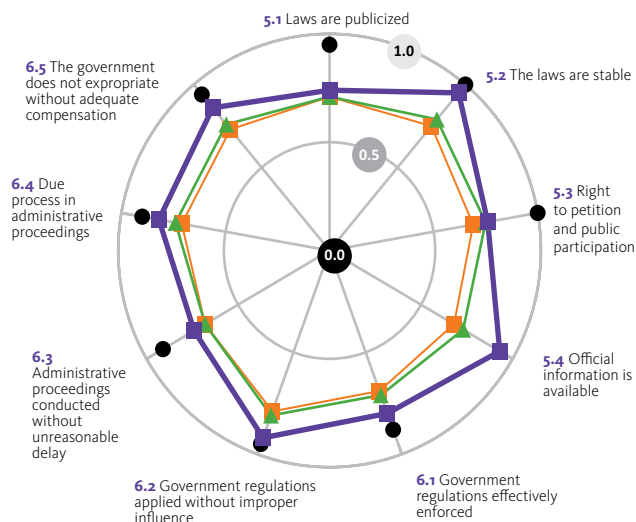 5.1 Laws are publicized
1.0
5.2 The laws are stable
0.5
5.3 Right
to petition
and public
participation
0.0
5.4 Official
information is
available
6.1 Government
regulations effectively
enforced
6.2 Government regulations
applied without improper
influence
6.3
Administrative
proceedings
conducted
without
unreasonable
delay
6.4 Due
process in
administrative
proceedings
6.5 The government
does not expropriate
without adequate
compensation